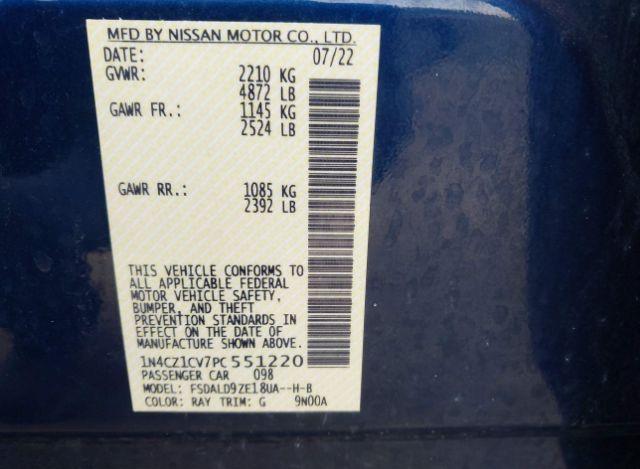 MFD BY NISSAN MOTOR CO., LTD.
DATE: 07/22
GVWR: 2210 KG
4872 LB
GAWR FR.: 1145 KG
2524 LB
GAWR RR.: 1085 KG
2392 LB
THIS VEHICLE CONFORMS TO
ALL APPLICABLE FEDERAL
MOTOR VEHICLE SAFETY,
BUMPER, AND THEFT
PREVENTION STANDARDS IN
EFFECT ON THE DATE OF
MANUFACTURE SHOWN ABOVE.
1N4CZ1CV7PC551220
PASSENGER CAR 098
MODEL: FSDALD9ZE18UA--H-B
COLOR: RAY TRIM: G 9N00A